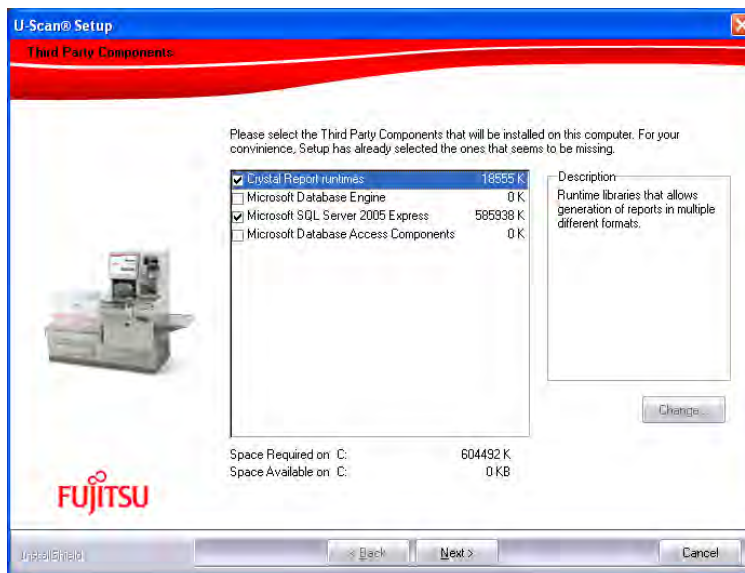 U-Scan® Setup
Third Party Components
Please select the Third Party Components that will be installed on this computer. For your
convinience, Setup has already selected the ones that seems to be missing.
Crystal Report runtimes 18555 K
Microsoft Database Engine 0 K
Microsoft SQL Server 2005 Express 585938 K
Microsoft Database Access Components 0 K
Description
Runtime libraries that allows
generation of reports in multiple
different formats.
Change...
Space Required on C: 604492 K
Space Available on C: 0 KB
FUJITSU
InstallShield
< Back
Next >
Cancel